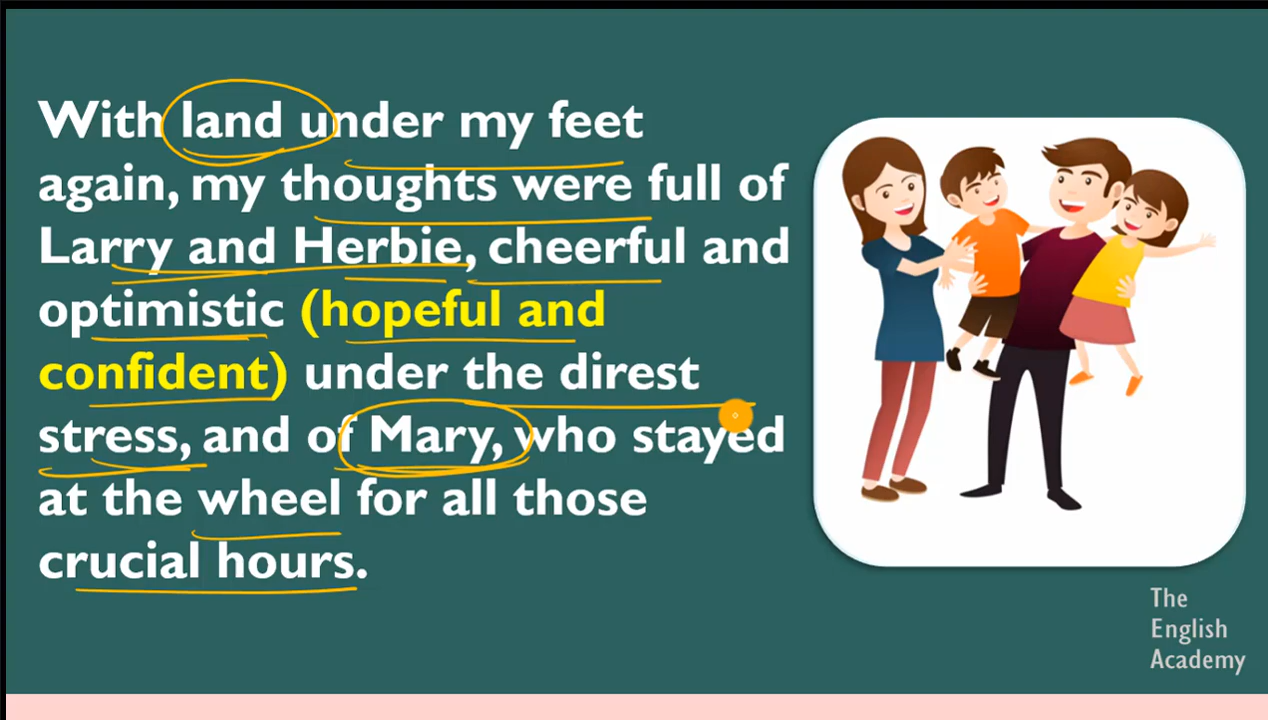 With land under my feet
again, my thoughts were full of
Larry and Herbie, cheerful and
optimistic (hopeful and
confident) under the direst
stress, and of Mary, who stayed
at the wheel for all those
crucial hours.
The
English
Academy